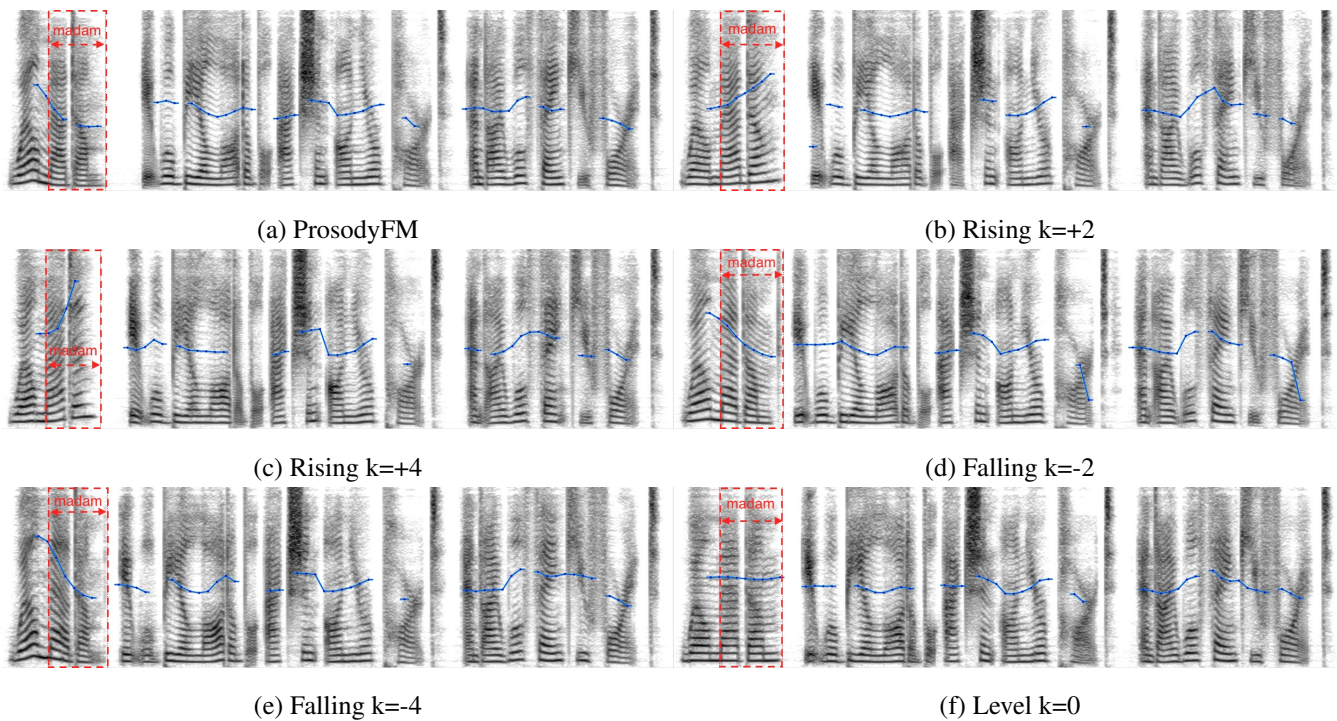 madam
madam
(a) ProsodyFM
(b) Rising k=+2
madam
madam
(c) Rising k=+4
(d) Falling k=-2
madam
madam
(e) Falling k=-4
(f) Level k=0